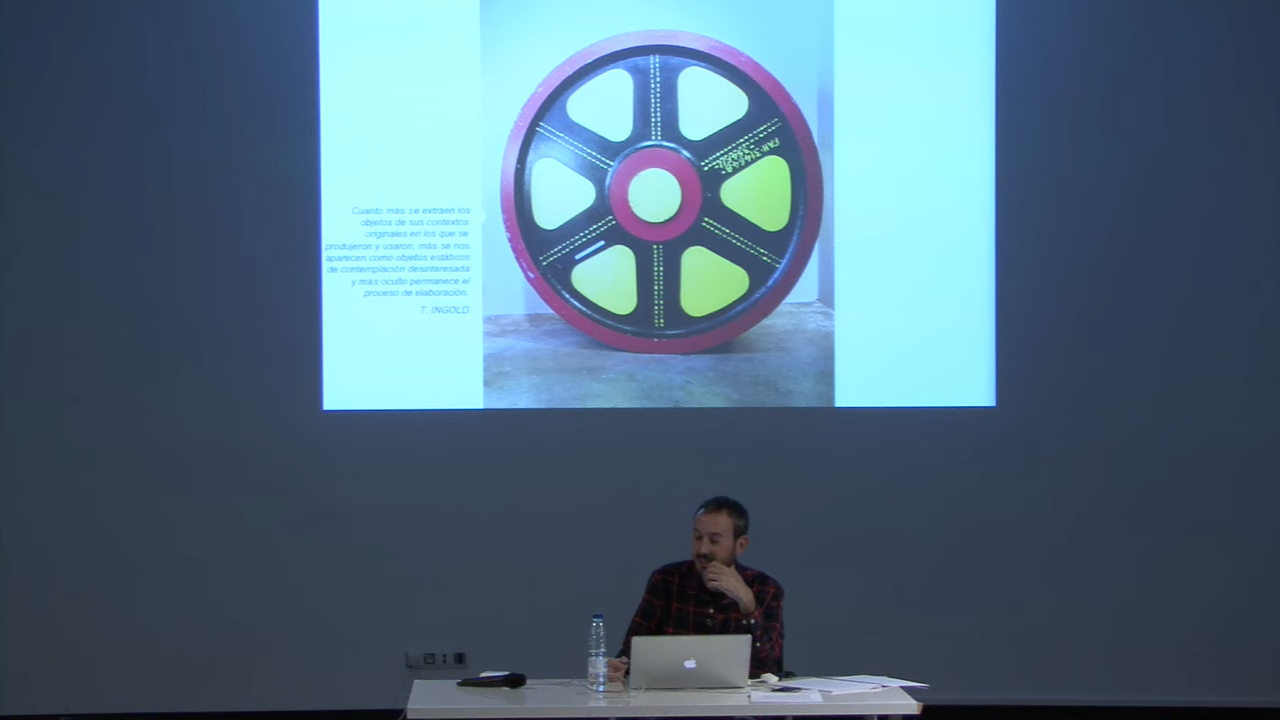 Cuanto más se extraen los
objetos de sus contextos
originales en los que se
produjeron y usaron, más se nos
aparecen como objetos estáticos
de contemplación desinteresada
y más oculto permanece el
proceso de elaboración.
T. INGOLD